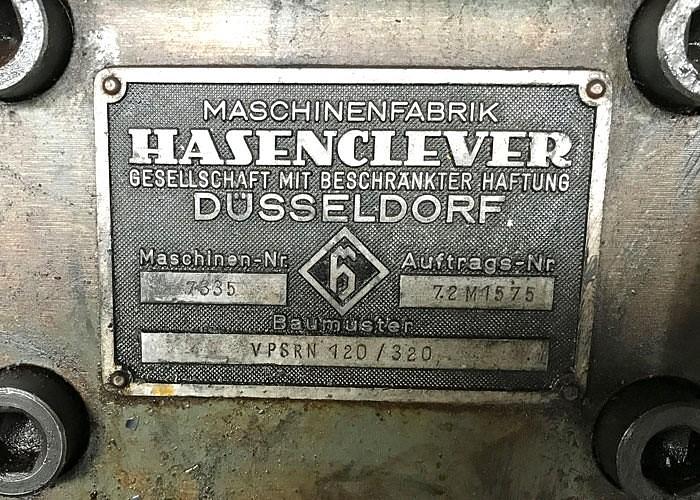 MASCHINENFABRIK
HASENCLEVER
GESELLSCHAFT MIT BESCHRÄNKTER HAFTUNG
DÜSSELDORF
Maschinen-Nr Auftrags-Nr
7335 72M1575
Baumuster
VPSRN 120/320